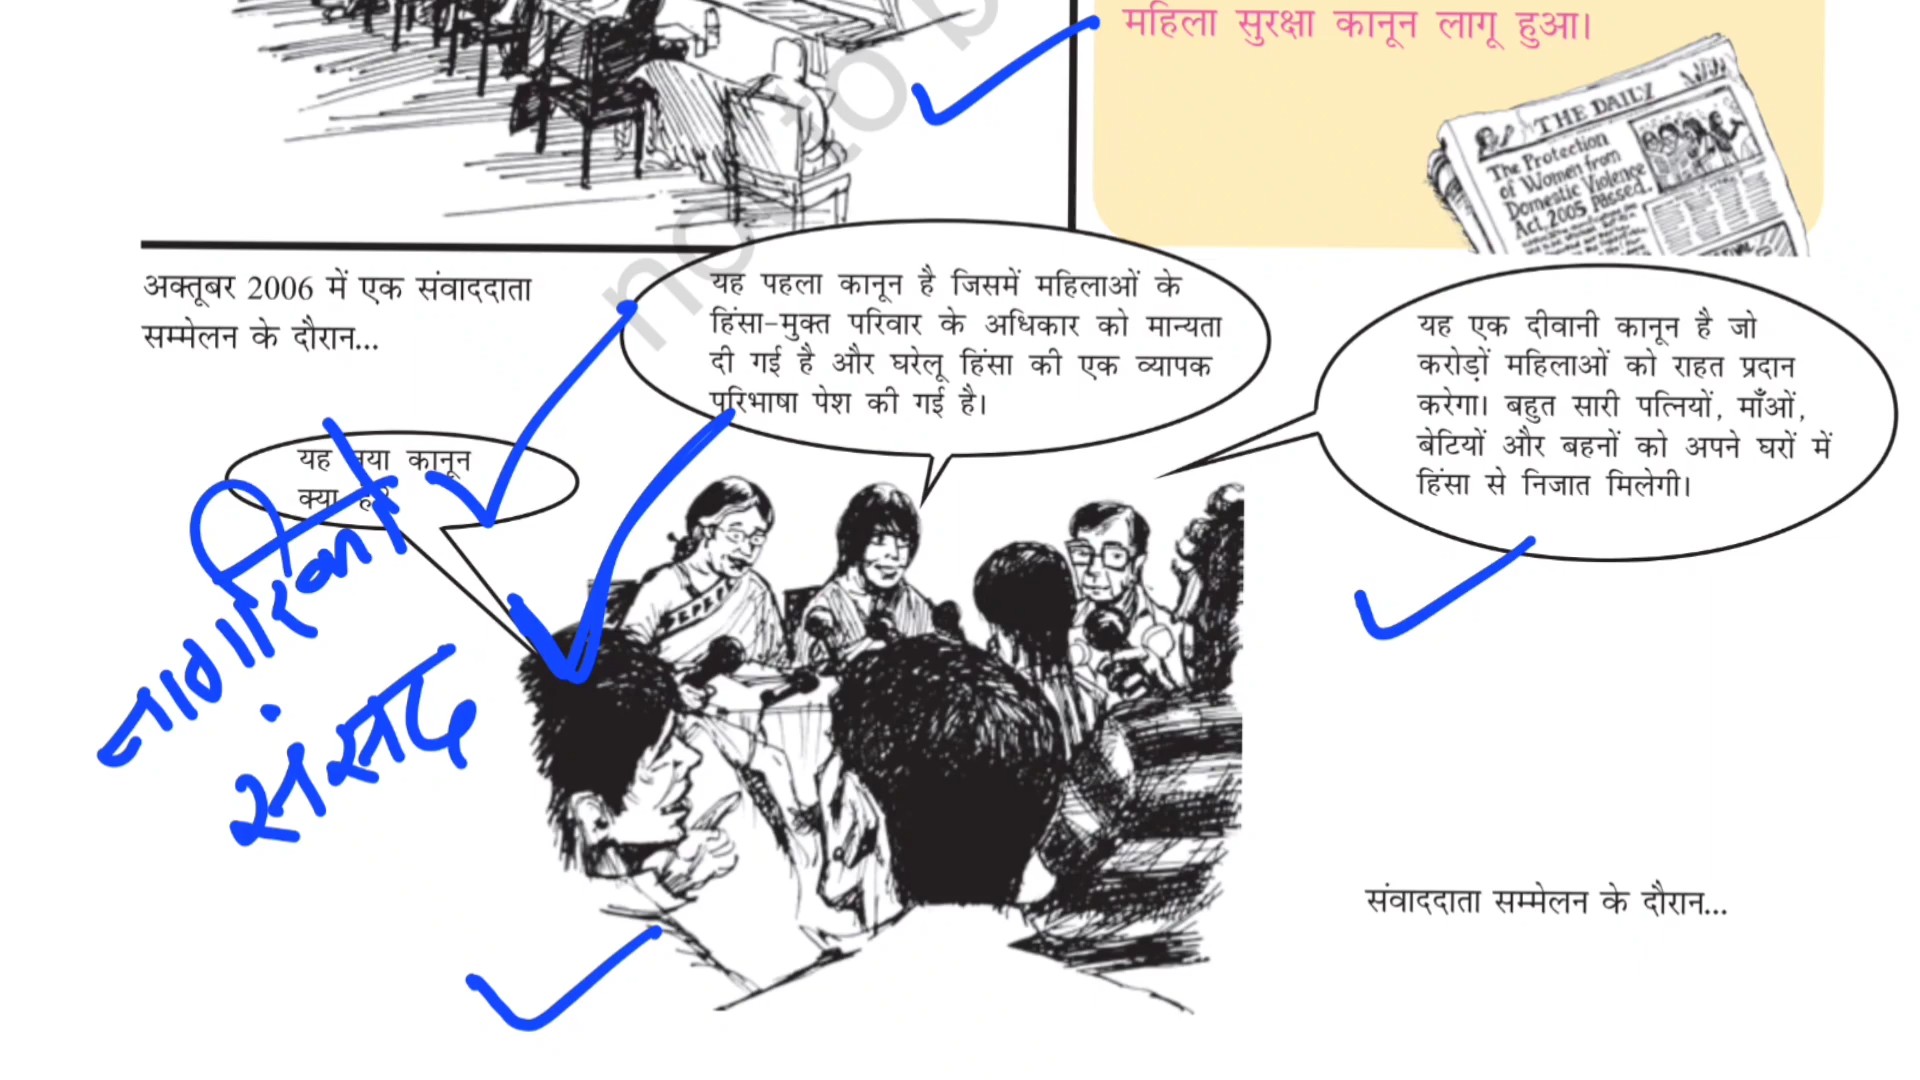 महिला सुरक्षा कानून लागू हुआ।
THE DAILY
The Protection
of Women from
Domestic Violence
Act, 2005 Passed.
अक्तूबर 2006 में एक संवाददाता
सम्मेलन के दौरान...
यह पहला कानून है जिसमें महिलाओं के
हिंसा-मुक्त परिवार के अधिकार को मान्यता
दी गई है और घरेलू हिंसा की एक व्यापक
परिभाषा पेश की गई है।
यह एक दीवानी कानून है जो
करोड़ों महिलाओं को राहत प्रदान
करेगा। बहुत सारी पत्नियों, माँओं,
बेटियों और बहनों को अपने घरों में
हिंसा से निजात मिलेगी।
यह नया कानून
क्या है?
संसद
संवाददाता सम्मेलन के दौरान...